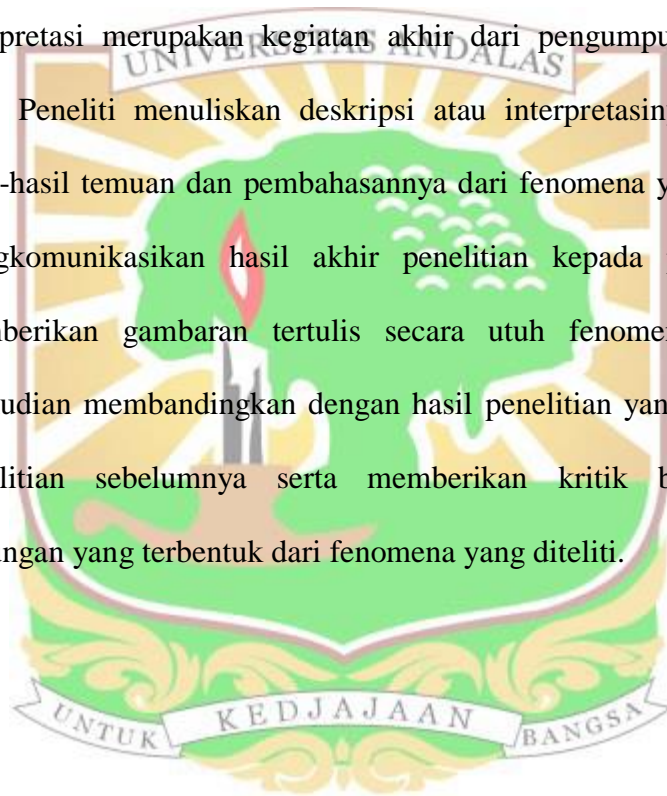 UNIVERSITAS ANDALAS
pretasi merupakan kegiatan akhir dari pengumpu
Peneliti menuliskan deskripsi atau interpretasin
-hasil temuan dan pembahasannya dari fenomena y
gkomunikasikan hasil akhir penelitian kepada
berikan gambaran tertulis secara utuh fenomen
udian membandingkan dengan hasil penelitian yan
litian sebelumnya serta memberikan kritik b
ungan yang terbentuk dari fenomena yang diteliti.
UNTUK KEDJAJAAN BANGSA